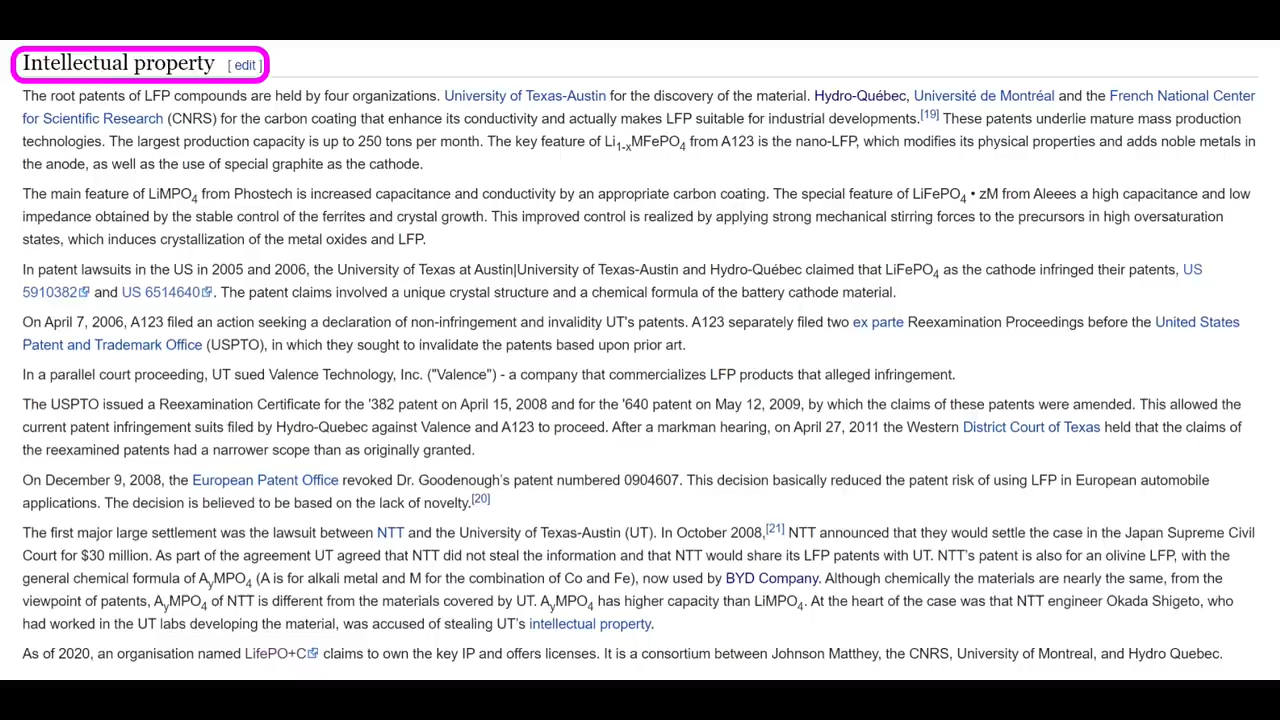 Intellectual property [ edit ]
The root patents of LFP compounds are held by four organizations. University of Texas-Austin for the discovery of the material. Hydro-Québec, Université de Montréal and the French National Center
for Scientific Research (CNRS) for the carbon coating that enhance its conductivity and actually makes LFP suitable for industrial developments.[19] These patents underlie mature mass production
technologies. The largest production capacity is up to 250 tons per month. The key feature of Li1-xMFePO4 from A123 is the nano-LFP, which modifies its physical properties and adds noble metals in
the anode, as well as the use of special graphite as the cathode.
The main feature of LiMPO4 from Phostech is increased capacitance and conductivity by an appropriate carbon coating. The special feature of LiFePO4 • zM from Aleees a high capacitance and low
impedance obtained by the stable control of the ferrites and crystal growth. This improved control is realized by applying strong mechanical stirring forces to the precursors in high oversaturation
states, which induces crystallization of the metal oxides and LFP.
In patent lawsuits in the US in 2005 and 2006, the University of Texas at Austin|University of Texas-Austin and Hydro-Québec claimed that LiFePO4 as the cathode infringed their patents, US
5910382 and US 6514640. The patent claims involved a unique crystal structure and a chemical formula of the battery cathode material.
On April 7, 2006, A123 filed an action seeking a declaration of non-infringement and invalidity UT's patents. A123 separately filed two ex parte Reexamination Proceedings before the United States
Patent and Trademark Office (USPTO), in which they sought to invalidate the patents based upon prior art.
In a parallel court proceeding, UT sued Valence Technology, Inc. ("Valence") - a company that commercializes LFP products that alleged infringement.
The USPTO issued a Reexamination Certificate for the '382 patent on April 15, 2008 and for the '640 patent on May 12, 2009, by which the claims of these patents were amended. This allowed the
current patent infringement suits filed by Hydro-Quebec against Valence and A123 to proceed. After a markman hearing, on April 27, 2011 the Western District Court of Texas held that the claims of
the reexamined patents had a narrower scope than as originally granted.
On December 9, 2008, the European Patent Office revoked Dr. Goodenough's patent numbered 0904607. This decision basically reduced the patent risk of using LFP in European automobile
applications. The decision is believed to be based on the lack of novelty.[20]
The first major large settlement was the lawsuit between NTT and the University of Texas-Austin (UT). In October 2008,[21] NTT announced that they would settle the case in the Japan Supreme Civil
Court for $30 million. As part of the agreement UT agreed that NTT did not steal the information and that NTT would share its LFP patents with UT. NTT's patent is also for an olivine LFP, with the
general chemical formula of AyMPO4 (A is for alkali metal and M for the combination of Co and Fe), now used by BYD Company. Although chemically the materials are nearly the same, from the
viewpoint of patents, AyMPO4 of NTT is different from the materials covered by UT. AyMPO4 has higher capacity than LiMPO4. At the heart of the case was that NTT engineer Okada Shigeto, who
had worked in the UT labs developing the material, was accused of stealing UT's intellectual property.
As of 2020, an organisation named LifePO+C claims to own the key IP and offers licenses. It is a consortium between Johnson Matthey, the CNRS, University of Montreal, and Hydro Quebec.